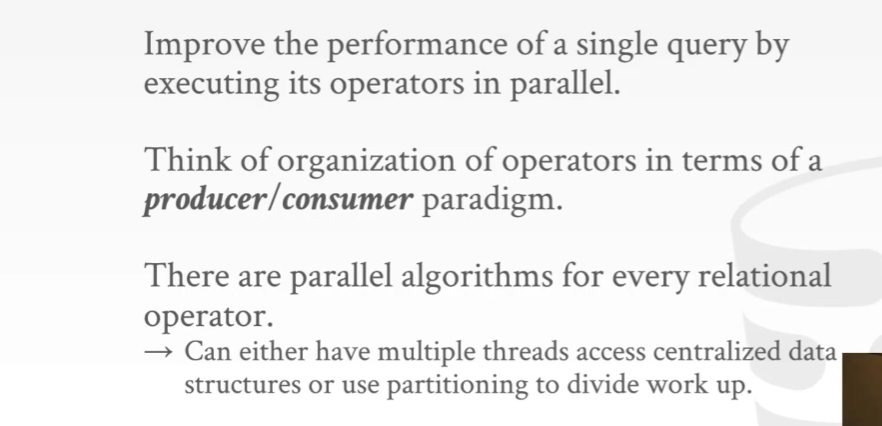 Improve the performance of a single query by
executing its operators in parallel.
Think of organization of operators in terms of a
producer/consumer paradigm.
There are parallel algorithms for every relational
operator.
→ Can either have multiple threads access centralized data
structures or use partitioning to divide work up.